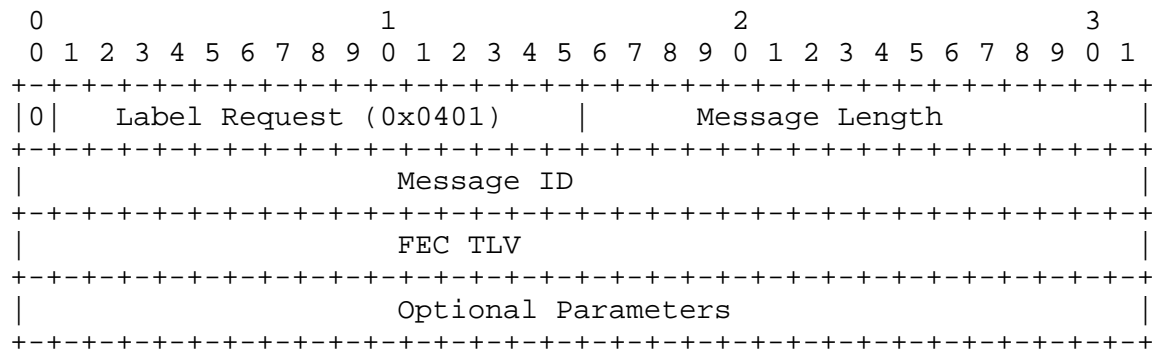 0                   1                   2                   3
 0 1 2 3 4 5 6 7 8 9 0 1 2 3 4 5 6 7 8 9 0 1 2 3 4 5 6 7 8 9 0 1
+-+-+-+-+-+-+-+-+-+-+-+-+-+-+-+-+-+-+-+-+-+-+-+-+-+-+-+-+-+-+-+-+
|0|   Label Request (0x0401)    |      Message Length           |
+-+-+-+-+-+-+-+-+-+-+-+-+-+-+-+-+-+-+-+-+-+-+-+-+-+-+-+-+-+-+-+-+
|                     Message ID                                |
+-+-+-+-+-+-+-+-+-+-+-+-+-+-+-+-+-+-+-+-+-+-+-+-+-+-+-+-+-+-+-+-+
|                     FEC TLV                                   |
+-+-+-+-+-+-+-+-+-+-+-+-+-+-+-+-+-+-+-+-+-+-+-+-+-+-+-+-+-+-+-+-+
|                     Optional Parameters                       |
+-+-+-+-+-+-+-+-+-+-+-+-+-+-+-+-+-+-+-+-+-+-+-+-+-+-+-+-+-+-+-+-+